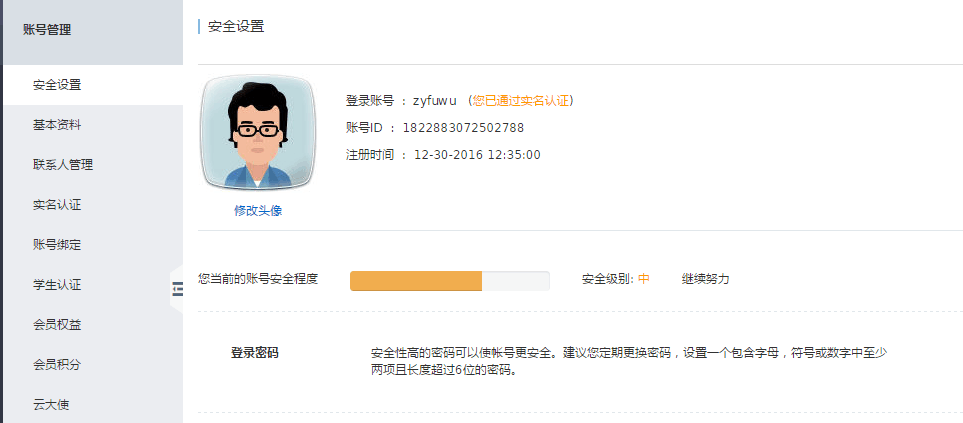 账号管理
安全设置
基本资料
联系人管理
实名认证
账号绑定
学生认证
会员权益
会员积分
云大使
安全设置
登录账号 : zyfuwu (您已通过实名认证)
账号ID : 1822883072502788
注册时间 : 12-30-2016 12:35:00
修改头像
您当前的账号安全程度 安全级别: 中 继续努力
登录密码
安全性高的密码可以使帐号更安全。建议您定期更换密码，设置一个包含字母，符号或数字中至少
两项且长度超过6位的密码。